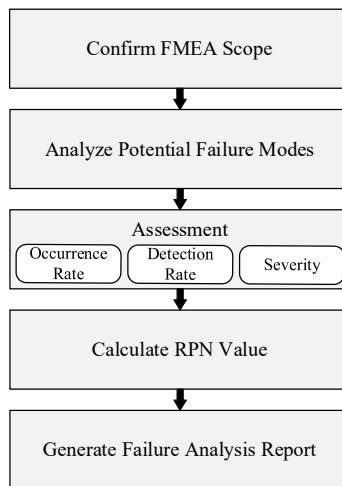 Confirm FMEA Scope
Analyze Potential Failure Modes
Assessment
Occurrence
Rate
Detection
Rate
Severity
Calculate RPN Value
Generate Failure Analysis Report